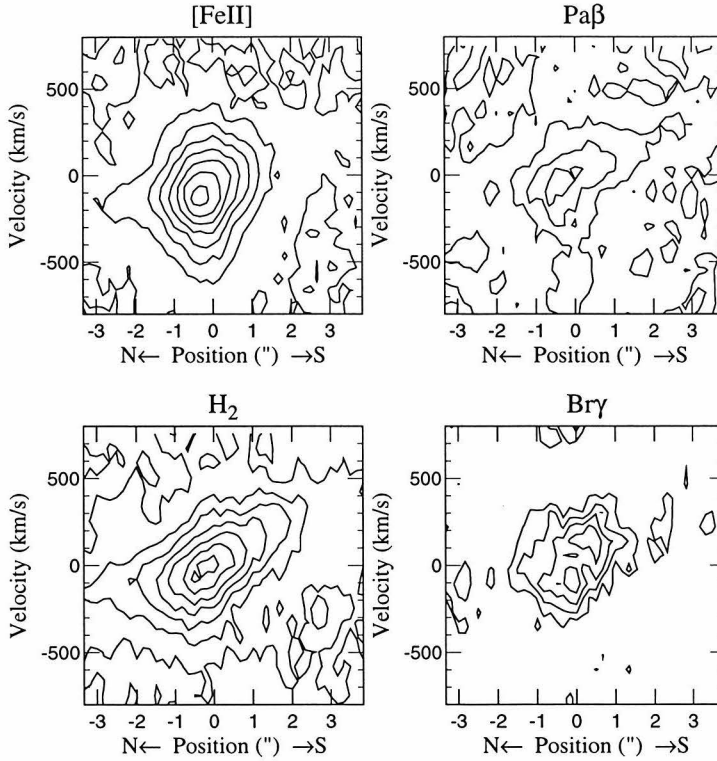 [FeII]
Velocity (km/s)
500
0
-500
-3 -2 -1 0 1 2 3
N← Position (") →S
Paβ
Velocity (km/s)
500
0
-500
-3 -2 -1 0 1 2 3
N← Position (") →S
H₂
Velocity (km/s)
500
0
-500
-3 -2 -1 0 1 2 3
N← Position (") →S
Brγ
Velocity (km/s)
500
0
-500
-3 -2 -1 0 1 2 3
N← Position (") →S